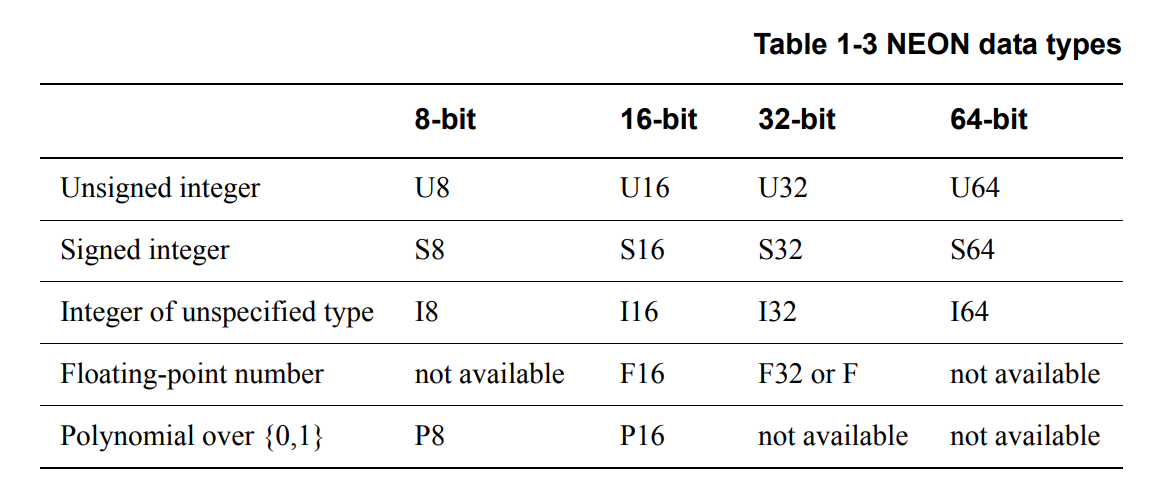 Table 1-3 NEON data types
8-bit 16-bit 32-bit 64-bit
Unsigned integer U8 U16 U32 U64
Signed integer S8 S16 S32 S64
Integer of unspecified type I8 I16 I32 I64
Floating-point number not available F16 F32 or F not available
Polynomial over {0,1} P8 P16 not available not available